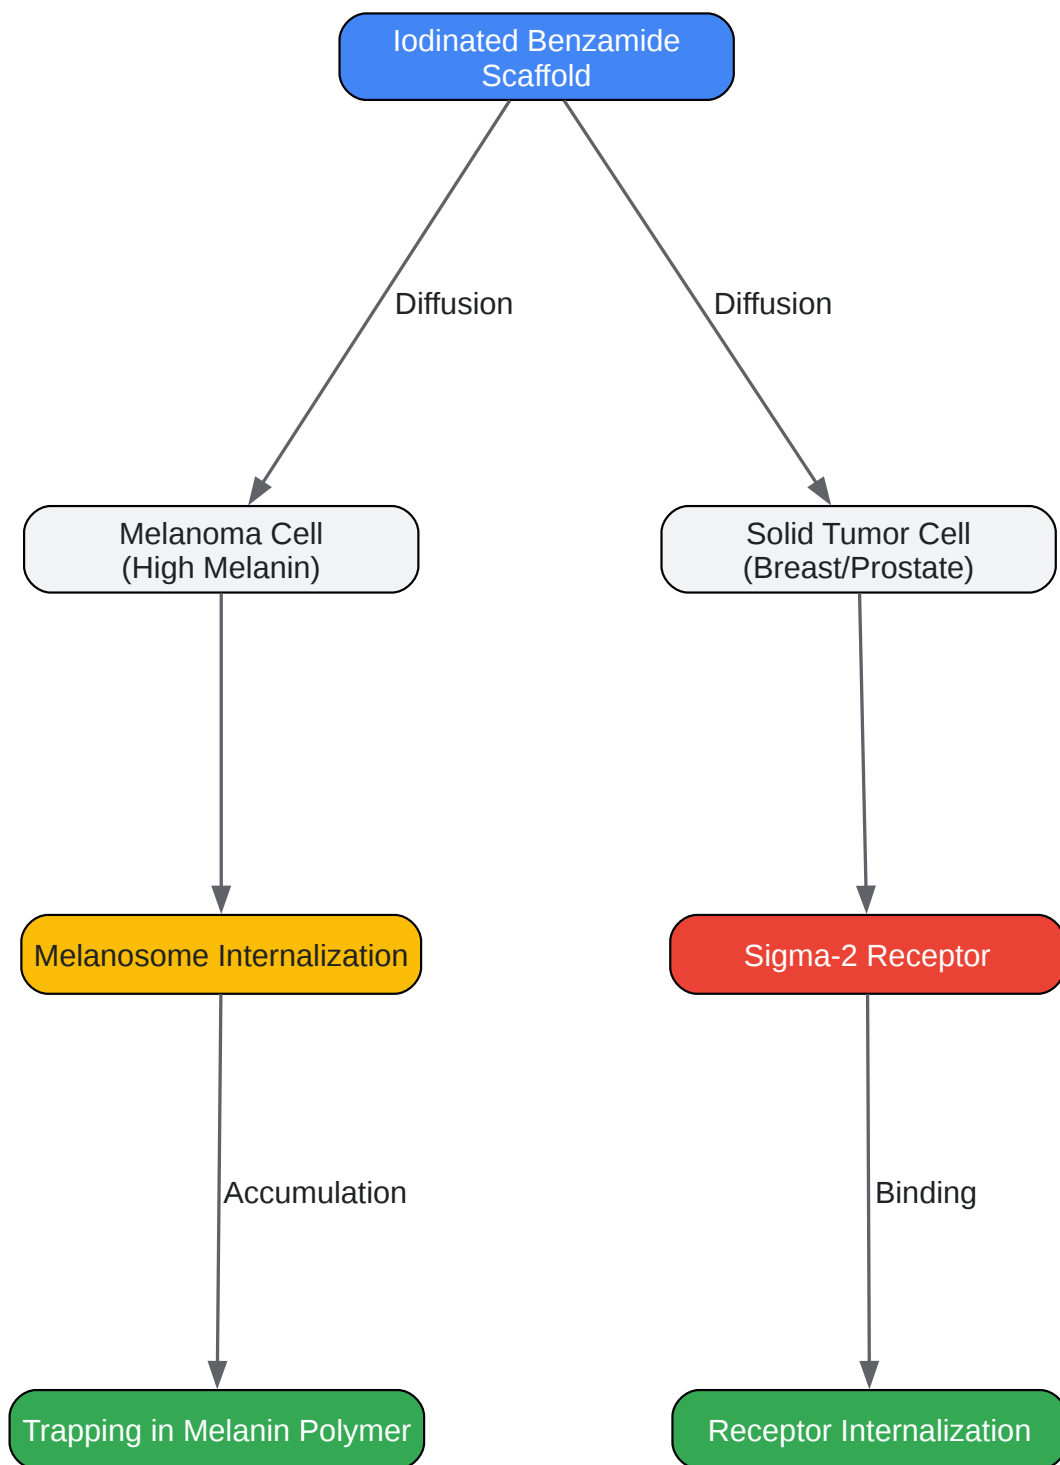 Iodinated Benzamide
Scaffold
Diffusion
Diffusion
Melanoma Cell
(High Melanin)
Solid Tumor Cell
(Breast/Prostate)
Melanosome Internalization
Sigma-2 Receptor
Accumulation
Binding
Trapping in Melanin Polymer
Receptor Internalization